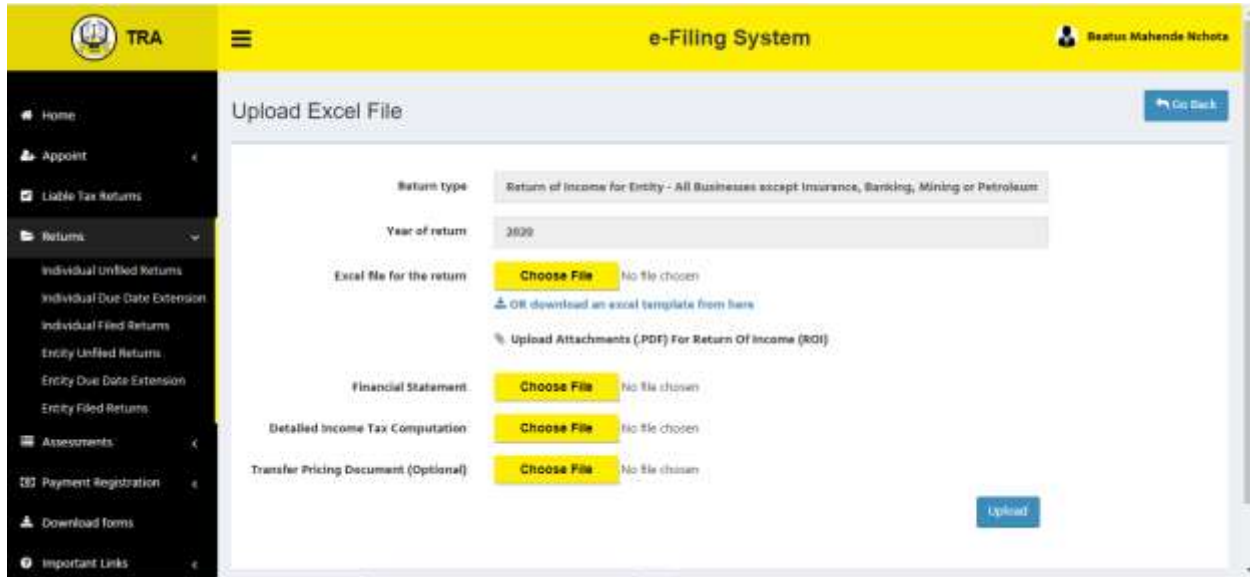 TRA
e-Filing System
Beatus Mahende Nchota
Home
Appoint
Liable Tax Returns
Returns
Individual Unfiled Returns
Individual Due Date Extension
Individual Filed Returns
Entity Unfiled Returns
Entity Due Date Extension
Entity Filed Returns
Assessments
Payment Registration
Download forms
Important Links
Upload Excel File
Go Back
Return type
Return of Income for Entity - All Businesses except Insurance, Banking, Mining or Petroleum
Year of return
2020
Excel file for the return
Choose File No file chosen
OR download an excel template from here
Upload Attachments (.PDF) For Return Of Income (ROI)
Financial Statement
Choose File No file chosen
Detailed Income Tax Computation
Choose File No file chosen
Transfer Pricing Document (Optional)
Choose File No file chosen
Upload